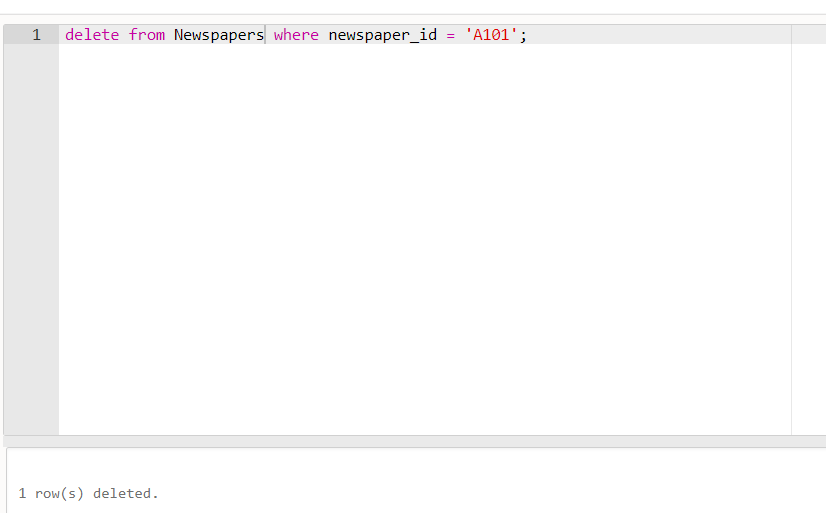 1 delete from Newspapers where newspaper_id = 'A101';
1 row(s) deleted.